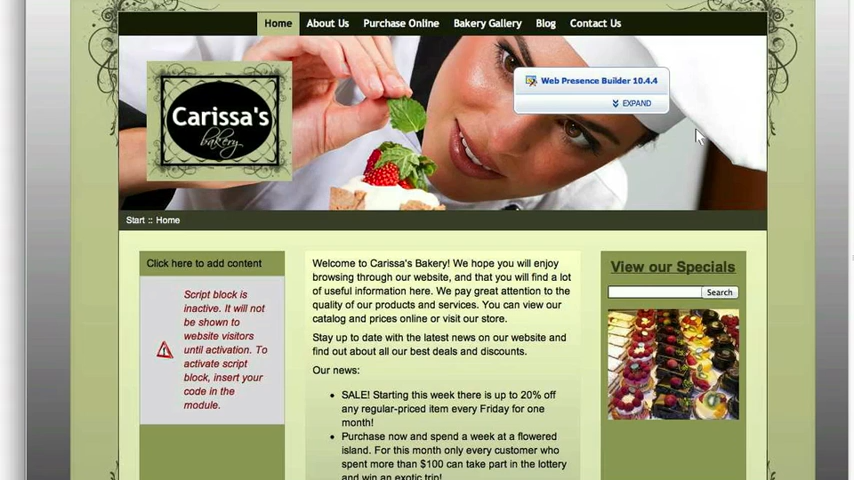 Home About Us Purchase Online Bakery Gallery Blog Contact Us
Web Presence Builder 10.4.4
EXPAND
Carissa's
bakery
Start :: Home
Click here to add content
Script block is
inactive. It will not
be shown to
website visitors
until activation. To
activate script
block, insert your
code in the
module.
Welcome to Carissa's Bakery! We hope you will enjoy
browsing through our website, and that you will find a lot
of useful information here. We pay great attention to the
quality of our products and services. You can view our
catalog and prices online or visit our store.
Stay up to date with the latest news on our website and
find out about all our best deals and discounts.
Our news:
SALE! Starting this week there is up to 20% off
any regular-priced item every Friday for one
month!
Purchase now and spend a week at a flowered
island. For this month only every customer who
spent more than $100 can take part in the lottery
and win an exotic trip!
View our Specials
Search